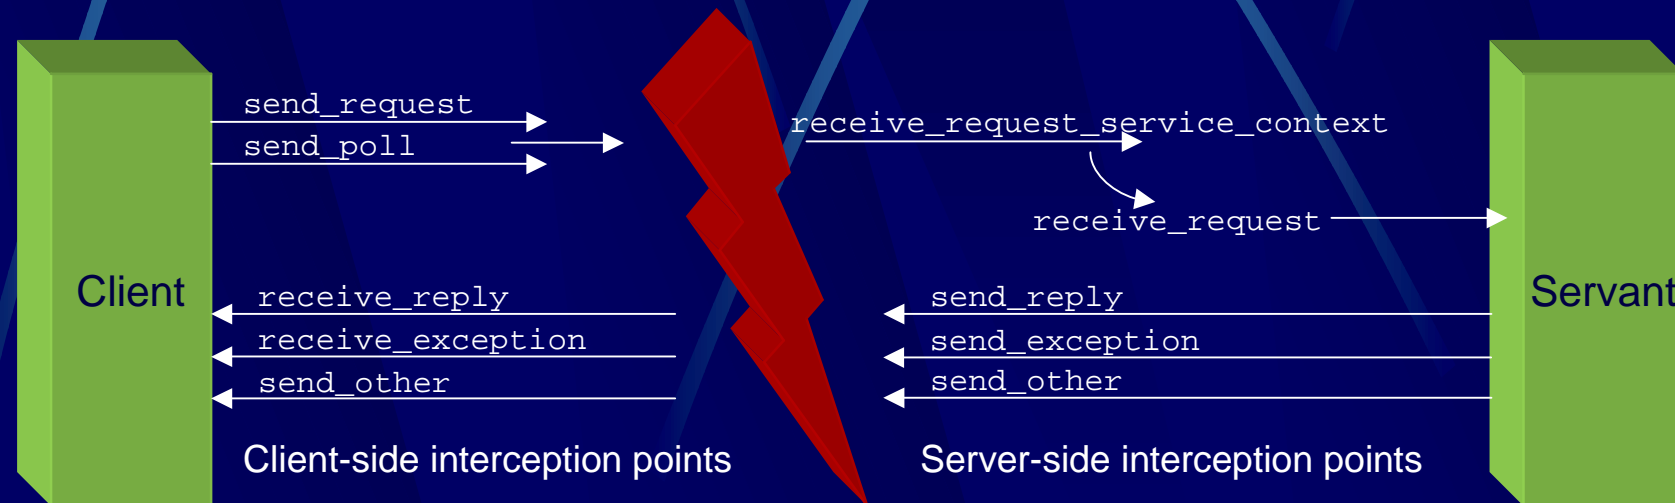 send_request
send_poll
receive_request_service_context
receive_request
Client
receive_reply
receive_exception
send_other
send_reply
send_exception
send_other
Servant
Client-side interception points
Server-side interception points